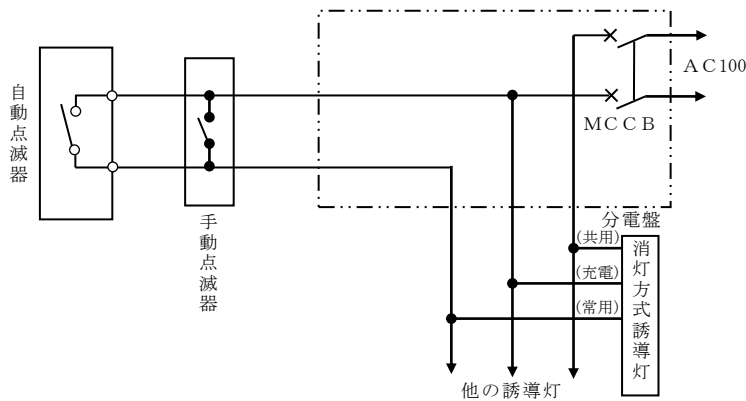 自動点滅器
手動点滅器
AC100
MCCB
分電盤
(共用)
(充電)
(常用)
消灯方式誘導灯
他の誘導灯